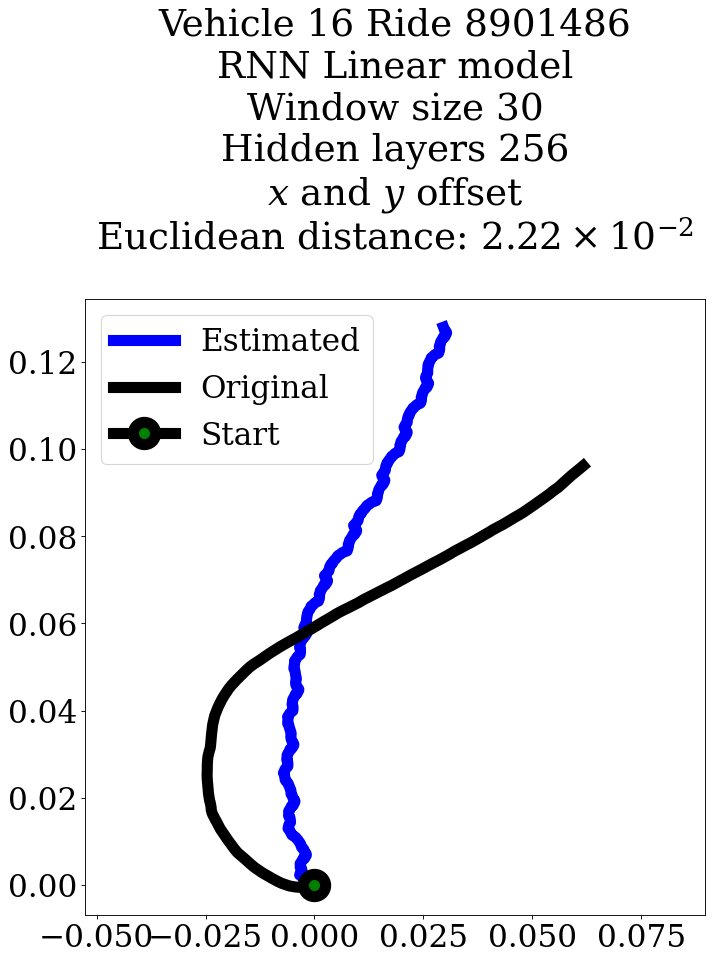 Vehicle 16 Ride 8901486
RNN Linear model
Window size 30
Hidden layers 256
x and y offset
Euclidean distance: 2.22 × 10⁻²
Estimated
Original
Start
0.12
0.10
0.08
0.06
0.04
0.02
0.00
−0.050 −0.025 0.000 0.025 0.050 0.075